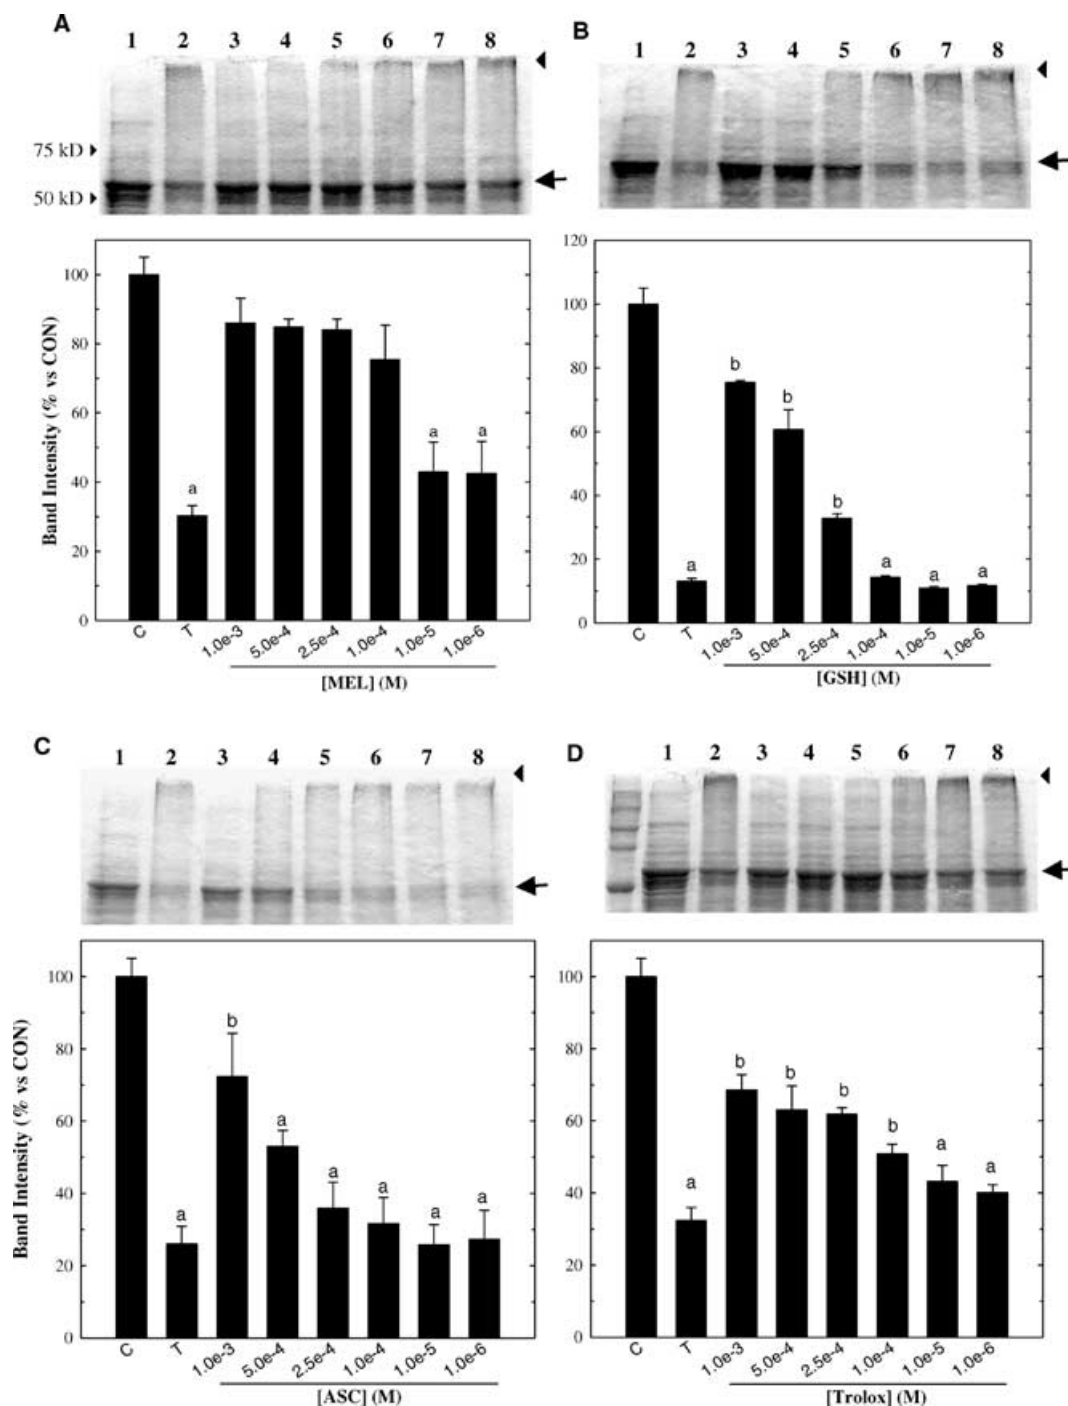 A
1 2 3 4 5 6 7 8
75 kD
50 kD
Band Intensity (% vs CON)
100
80
60
40
20
0
a
a
a
C T 1.0e-3 5.0e-4 2.5e-4 1.0e-4 1.0e-5 1.0e-6
[MEL] (M)
B
1 2 3 4 5 6 7 8
120
100
80
60
40
20
0
a
b
b
b
a
a
a
C T 1.0e-3 5.0e-4 2.5e-4 1.0e-4 1.0e-5 1.0e-6
[GSH] (M)
C
1 2 3 4 5 6 7 8
Band Intensity (% vs CON)
100
80
60
40
20
0
a
b
a
a
a
a
a
C T 1.0e-3 5.0e-4 2.5e-4 1.0e-4 1.0e-5 1.0e-6
[ASC] (M)
D
1 2 3 4 5 6 7 8
100
80
60
40
20
0
a
b
b
b
b
a
a
C T 1.0e-3 5.0e-4 2.5e-4 1.0e-4 1.0e-5 1.0e-6
[Trolox] (M)